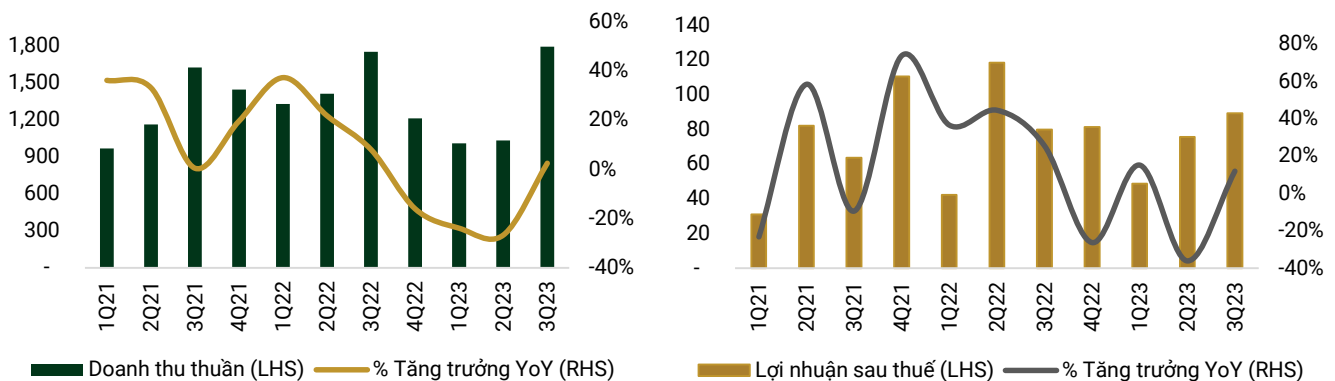 1,800
1,500
1,200
900
600
300
-
60%
40%
20%
0%
-20%
-40%
1Q21
2Q21
3Q21
4Q21
1Q22
2Q22
3Q22
4Q22
1Q23
2Q23
3Q23
Doanh thu thuần (LHS)
% Tăng trưởng YoY (RHS)
140
120
100
80
60
40
20
-
80%
60%
40%
20%
0%
-20%
-40%
1Q21
2Q21
3Q21
4Q21
1Q22
2Q22
3Q22
4Q22
1Q23
2Q23
3Q23
Lợi nhuận sau thuế (LHS)
% Tăng trưởng YoY (RHS)